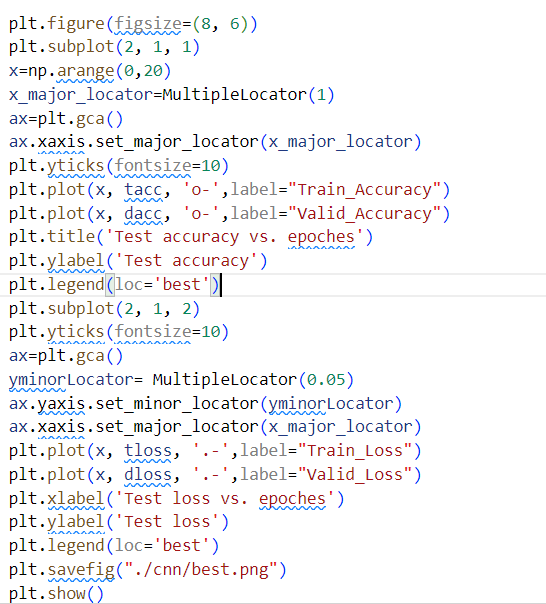 plt.figure(figsize=(8, 6))
plt.subplot(2, 1, 1)
x=np.arange(0,20)
x_major_locator=MultipleLocator(1)
ax=plt.gca()
ax.xaxis.set_major_locator(x_major_locator)
plt.yticks(fontsize=10)
plt.plot(x, tacc, 'o-',label="Train_Accuracy")
plt.plot(x, dacc, 'o-',label="Valid_Accuracy")
plt.title('Test accuracy vs. epoches')
plt.ylabel('Test accuracy')
plt.legend(loc='best')
plt.subplot(2, 1, 2)
plt.yticks(fontsize=10)
ax=plt.gca()
yminorLocator= MultipleLocator(0.05)
ax.yaxis.set_minor_locator(yminorLocator)
ax.xaxis.set_major_locator(x_major_locator)
plt.plot(x, tloss, '.-',label="Train_Loss")
plt.plot(x, dloss, '.-',label="Valid_Loss")
plt.xlabel('Test loss vs. epoches')
plt.ylabel('Test loss')
plt.legend(loc='best')
plt.savefig("./cnn/best.png")
plt.show()